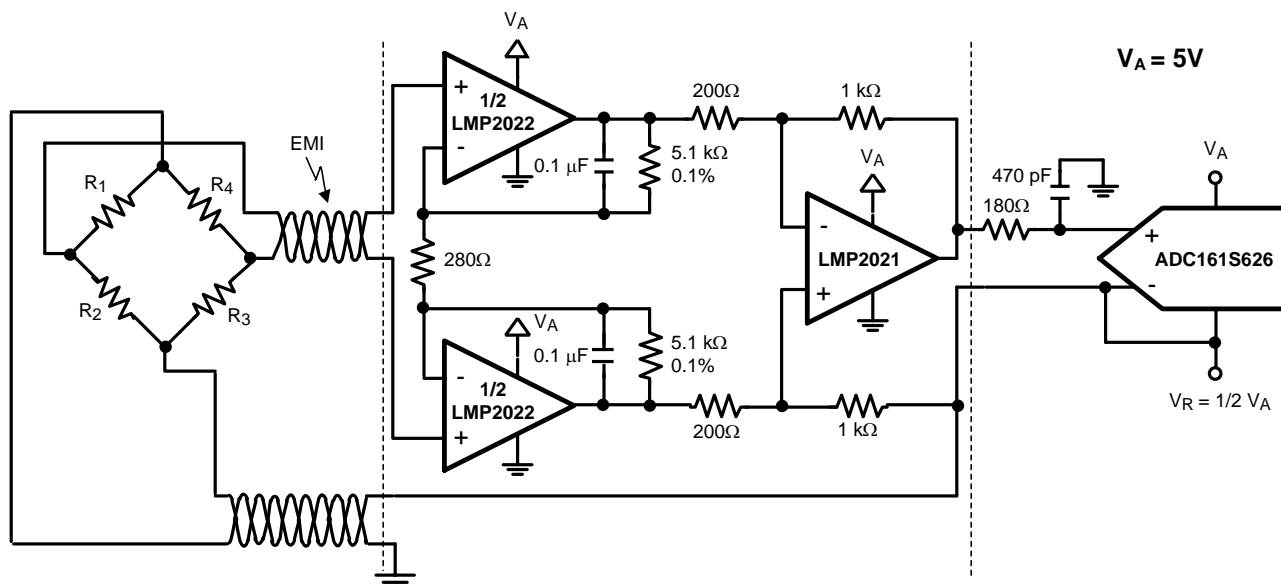 V_A
V_A = 5V
+
1/2
LMP2022
-
200Ω
1 kΩ
EMI
0.1 µF
5.1 kΩ
0.1%
V_A
470 pF
V_A
R_1
R_4
180Ω
-
LMP2021
+
+
ADC161S626
-
280Ω
R_2
R_3
V_A
0.1 µF
5.1 kΩ
0.1%
-
1/2
LMP2022
+
200Ω
1 kΩ
V_R = 1/2 V_A